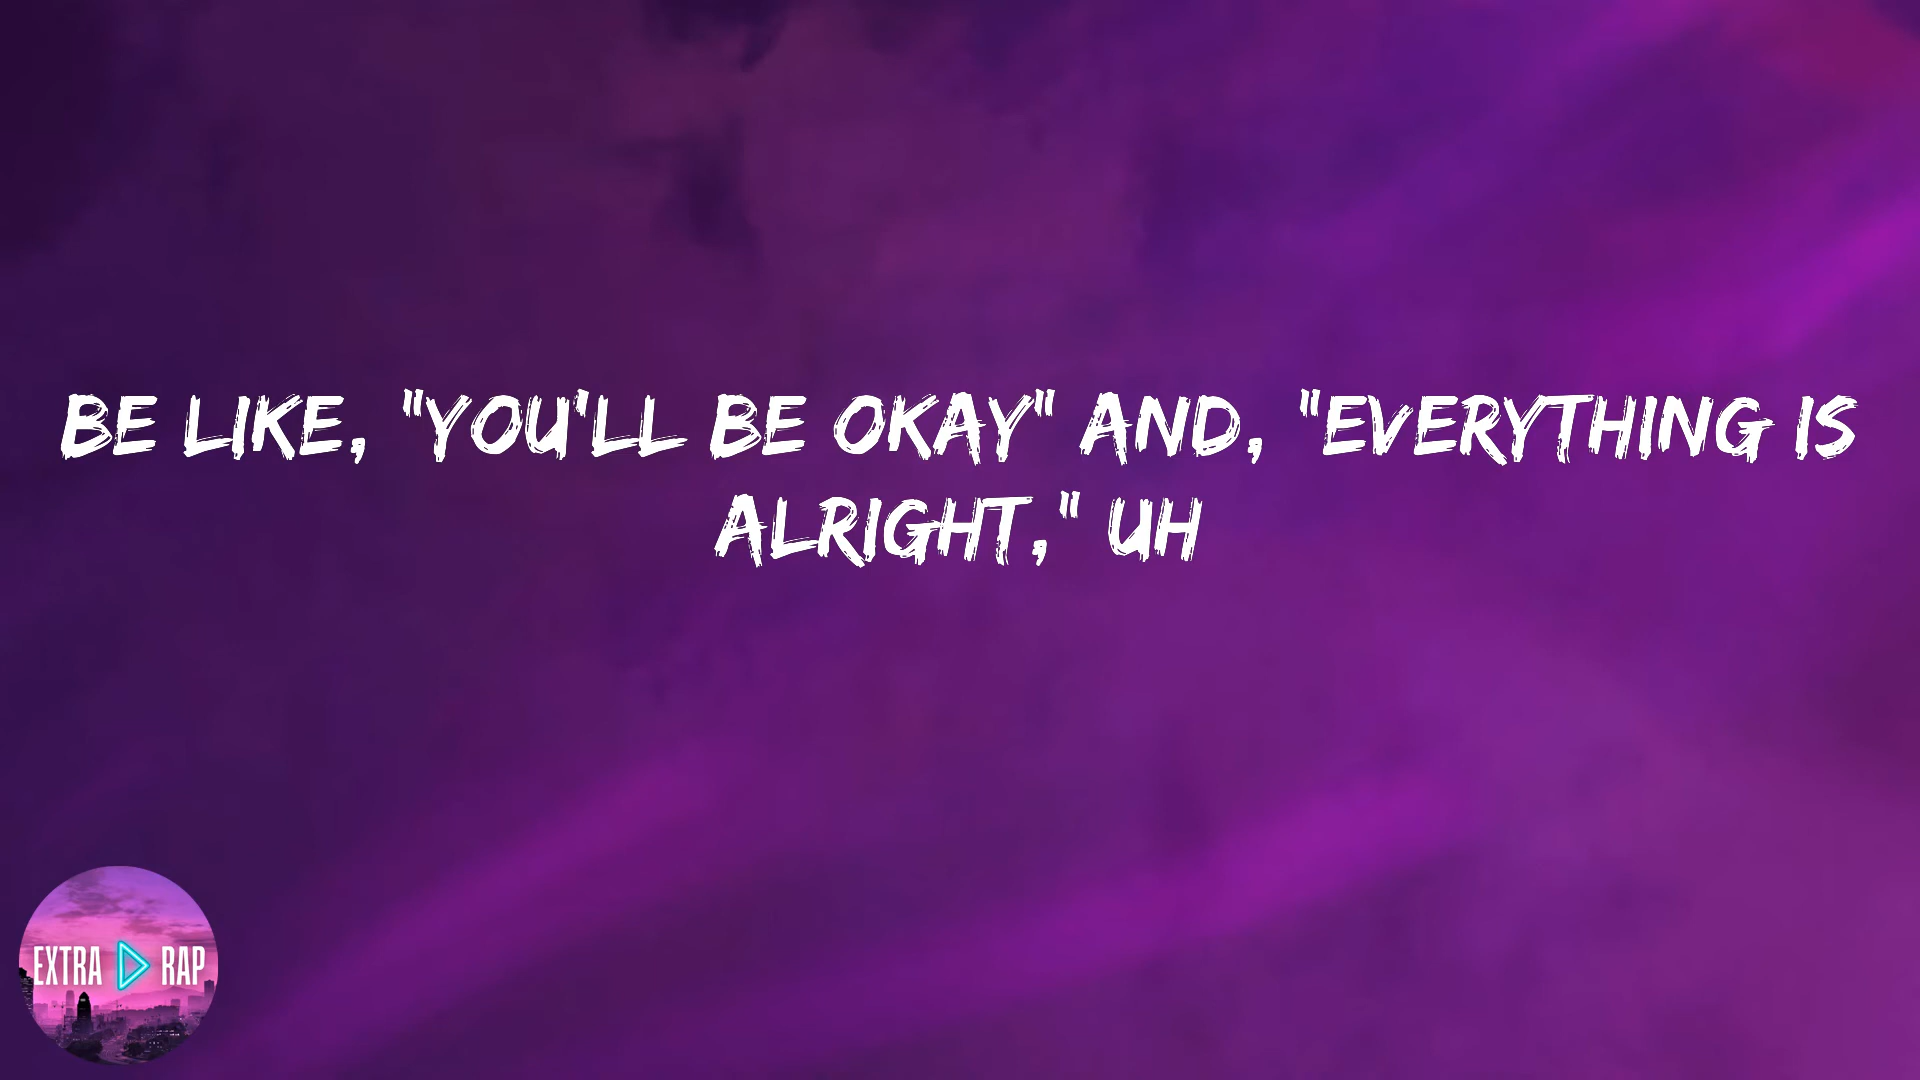 BE LIKE, "YOU'LL BE OKAY" AND, "EVERYTHING IS
ALRIGHT," UH
EXTRA RAP